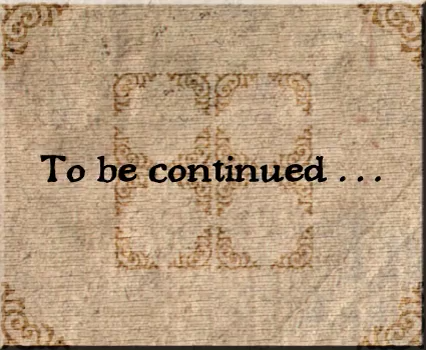 To be continued . . .